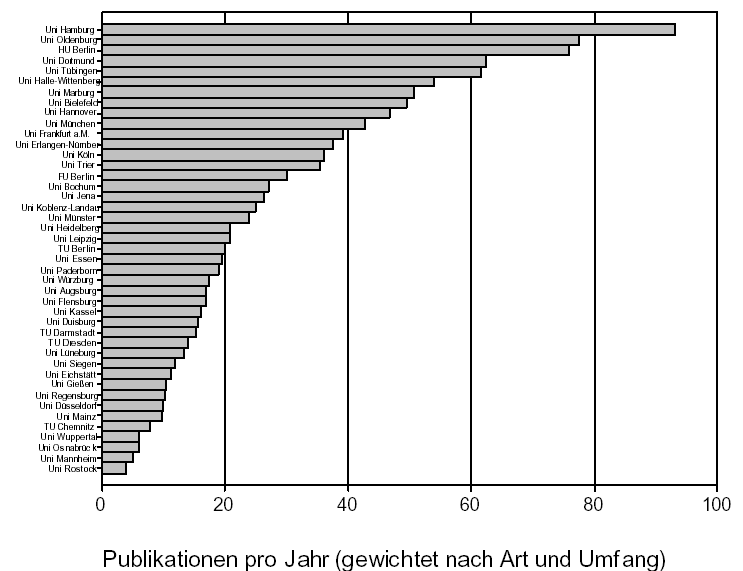 Uni Hamburg
Uni Oldenburg
HU Berlin
Uni Dortmund
Uni Tübingen
Uni Halle-Wittenberg
Uni Marburg
Uni Bielefeld
Uni Hannover
Uni München
Uni Frankfurt a.M.
Uni Erlangen-Nürnber
Uni Köln
Uni Trier
FU Berlin
Uni Bochum
Uni Jena
Uni Koblenz-Landau
Uni Münster
Uni Heidelberg
Uni Leipzig
TU Berlin
Uni Essen
Uni Paderborn
Uni Würzburg
Uni Augsburg
Uni Flensburg
Uni Kassel
Uni Duisburg
TU Darmstadt
TU Dresden
Uni Lüneburg
Uni Siegen
Uni Eichstätt
Uni Gießen
Uni Regensburg
Uni Düsseldorf
Uni Mainz
TU Chemnitz
Uni Wuppertal
Uni Osnabrück
Uni Mannheim
Uni Rostock
0 20 40 60 80 100
Publikationen pro Jahr (gewichtet nach Art und Umfang)